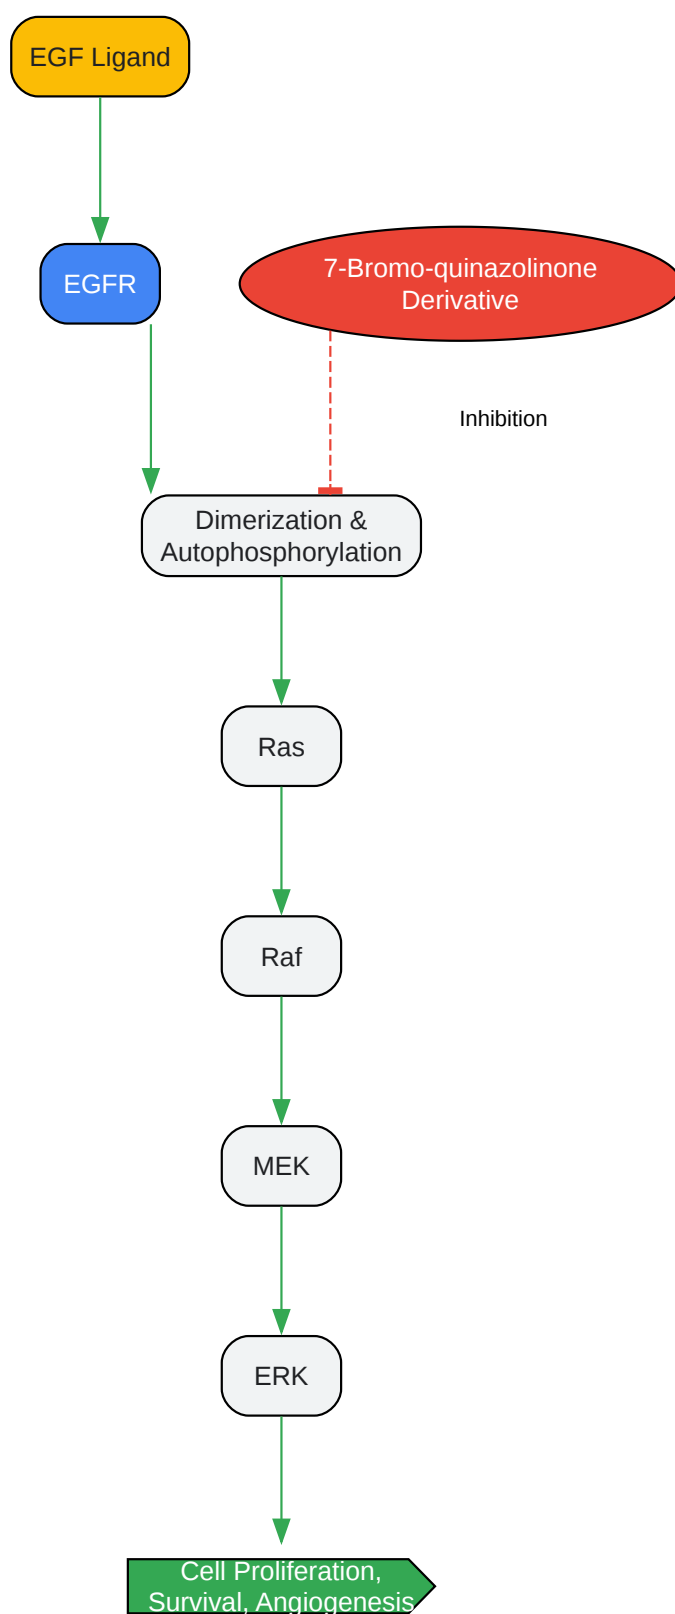 EGF Ligand
EGFR
7-Bromo-quinazolinone
Derivative
Inhibition
Dimerization &
Autophosphorylation
Ras
Raf
MEK
ERK
Cell Proliferation,
Survival, Angiogenesis